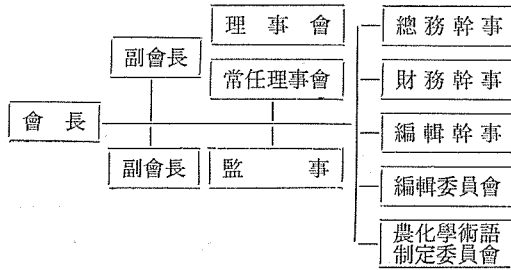 理事會
總務幹事
副會長
常任理事會
財務幹事
會長
編輯幹事
副會長
監事
編輯委員會
農化學術語
制定委員會